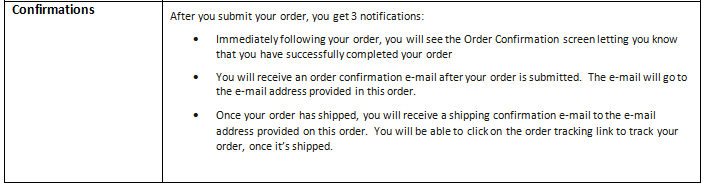 Confirmations
After you submit your order, you get 3 notifications:
• Immediately following your order, you will see the Order Confirmation screen letting you know
that you have successfully completed your order
• You will receive an order confirmation e-mail after your order is submitted.  The e-mail will go to
the e-mail address provided in this order.
• Once your order has shipped, you will receive a shipping confirmation e-mail to the e-mail
address provided on this order.  You will be able to click on the order tracking link to track your
order, once it's shipped.